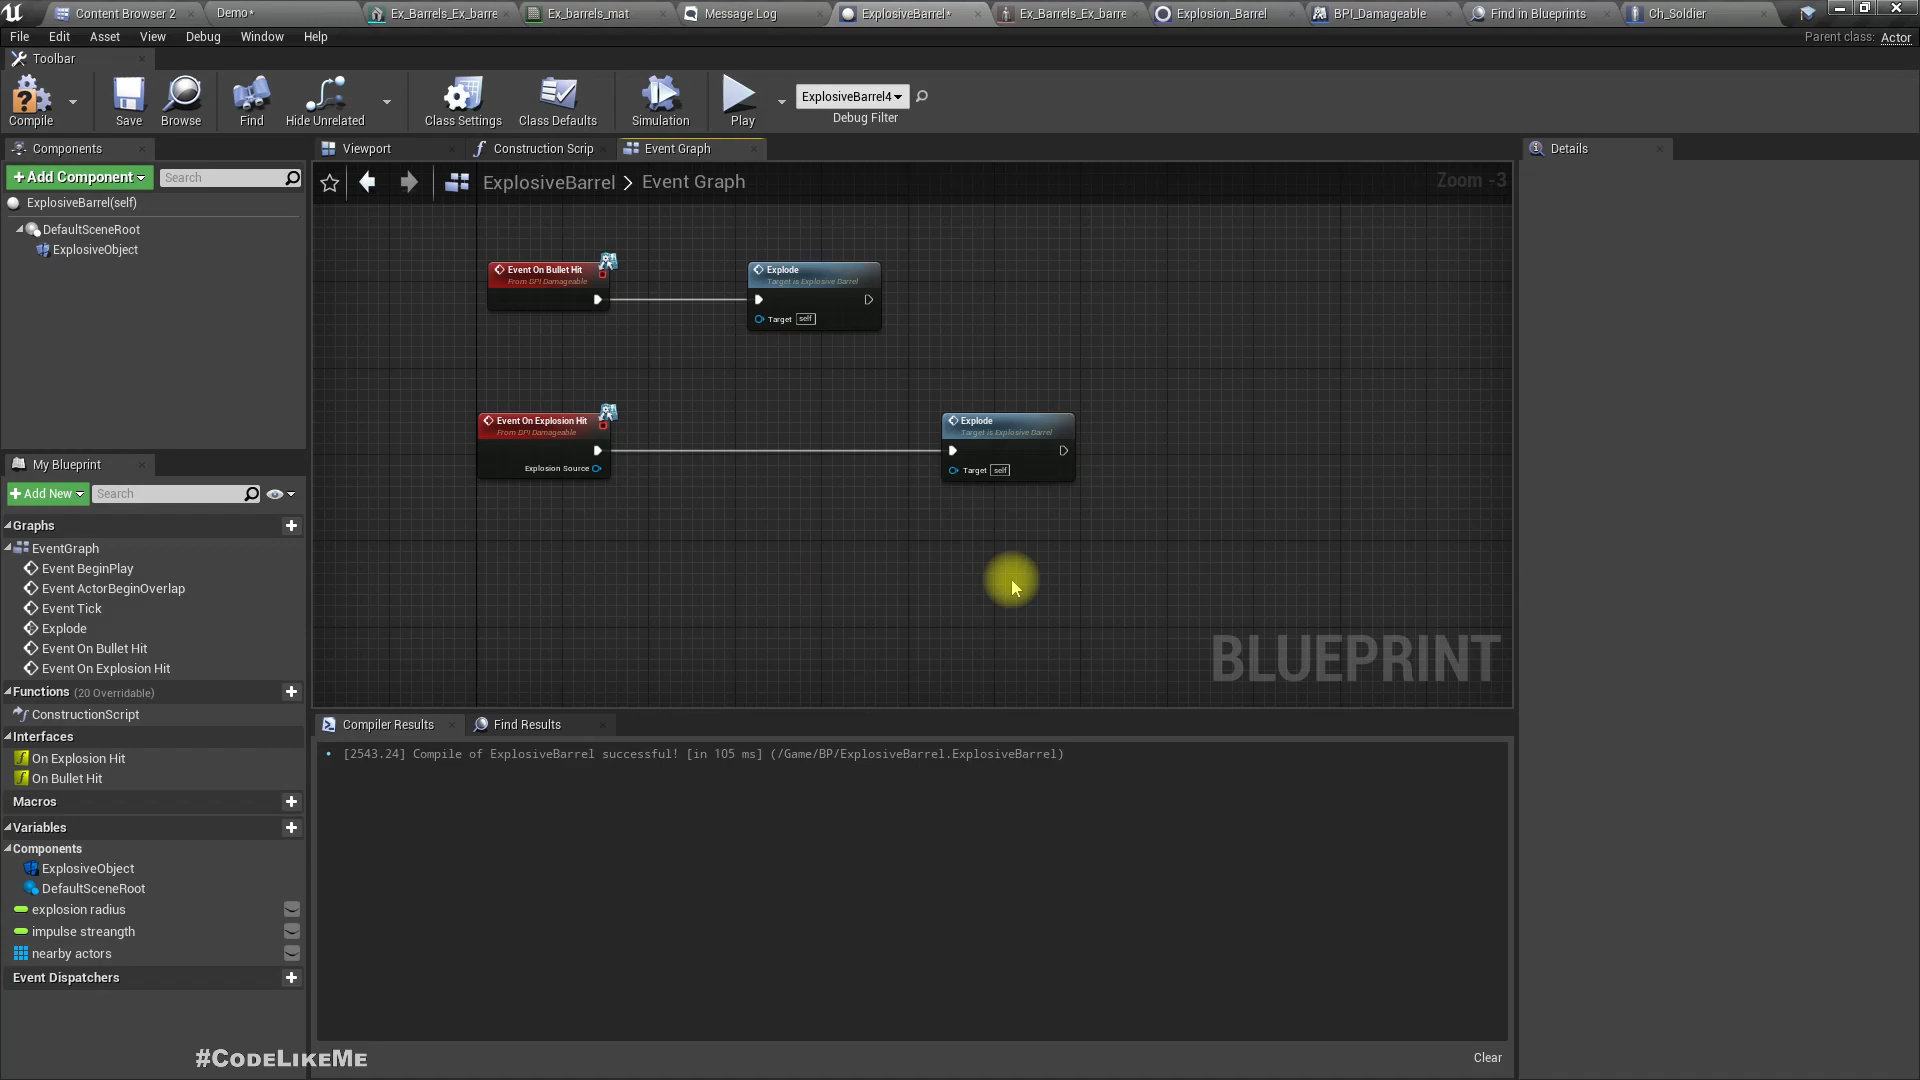 Content Browser 2
Demo*
Ex_Barrels_Ex_barre
Ex_barrels_mat
Message Log
ExplosiveBarrel*
Ex_Barrels_Ex_barre
Explosion_Barrel
BPI_Damageable
Find in Blueprints
Ch_Soldier
File Edit Asset View Debug Window Help
Parent class: Actor
Toolbar
Compile
Save
Browse
Find
Hide Unrelated
Class Settings
Class Defaults
Simulation
Play
ExplosiveBarrel4
Debug Filter
Components
+Add Component
Search
ExplosiveBarrel(self)
DefaultSceneRoot
ExplosiveObject
Viewport
Construction Scrip
Event Graph
Details
ExplosiveBarrel > Event Graph
Zoom -3
Event On Bullet Hit
From BPI Damageable
Explode
Target is Explosive Barrel
Target self
Event On Explosion Hit
From BPI Damageable
Explosion Source
Explode
Target is Explosive Barrel
Target self
BLUEPRINT
My Blueprint
+Add New
Search
Graphs
EventGraph
Event BeginPlay
Event ActorBeginOverlap
Event Tick
Explode
Event On Bullet Hit
Event On Explosion Hit
Functions (20 Overridable)
ConstructionScript
Interfaces
On Explosion Hit
On Bullet Hit
Macros
Variables
Components
ExplosiveObject
DefaultSceneRoot
explosion radius
impulse streangth
nearby actors
Event Dispatchers
Compiler Results
Find Results
[2543.24] Compile of ExplosiveBarrel successful! [in 105 ms] (/Game/BP/ExplosiveBarrel.ExplosiveBarrel)
Clear
#CodeLikeMe